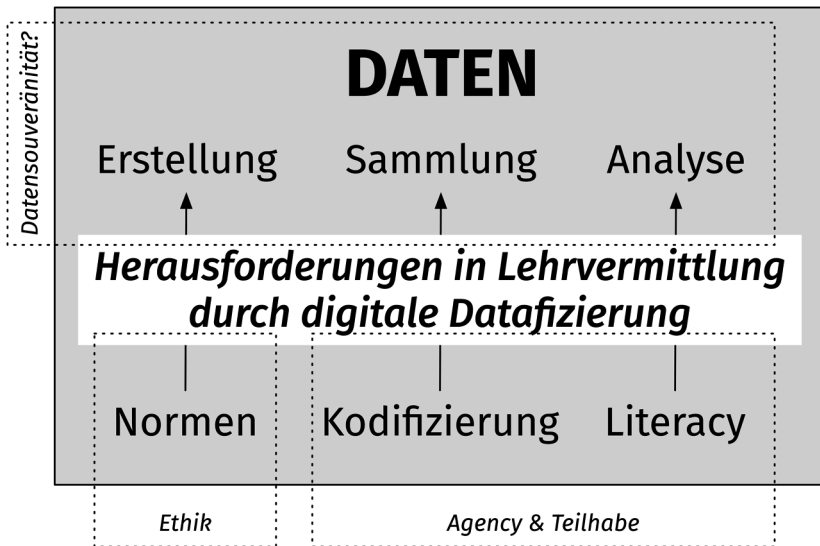 Datensouveränität?
DATEN
Erstellung Sammlung Analyse
Herausforderungen in Lehrvermittlung
durch digitale Datafizierung
Normen Kodifizierung Literacy
Ethik Agency & Teilhabe